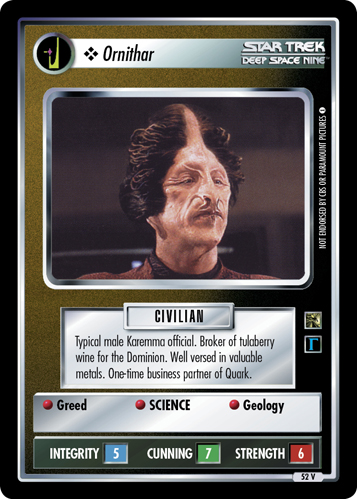 ❖ Ornithar
STAR TREK
DEEP SPACE NINE™
NOT ENDORSED BY CBS OR PARAMOUNT PICTURES
CIVILIAN
Typical male Karemma official. Broker of tulaberry
wine for the Dominion. Well versed in valuable
metals. One-time business partner of Quark.
Greed
SCIENCE
Geology
INTEGRITY 5
CUNNING 7
STRENGTH 6
52 V